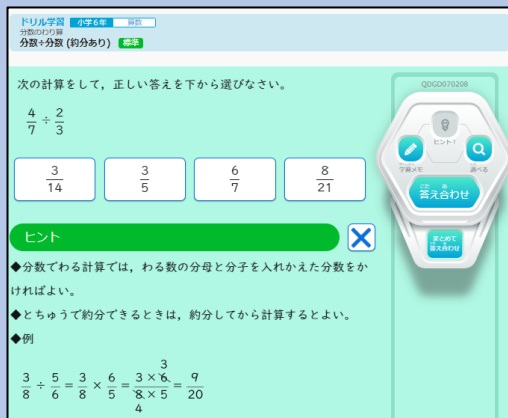 ドリル学習 小学6年 算数
分数のわり算
分数÷分数 (約分あり) 標準
QDGD070208
次の計算をして，正しい答えを下から選びなさい。
4/7 ÷ 2/3
ヒント！
学習メモ 調べる
3/14 3/5 6/7 8/21
答え合わせ
ヒント
まとめて
答え合わせ
◆分数でわる計算では，わる数の分母と分子を入れかえた分数をか
ければよい。
◆とちゅうで約分できるときは，約分してから計算するとよい。
◆例
3
3/8 ÷ 5/6 = 3/8 × 6/5 = 3×6/8×5 = 9/20
4